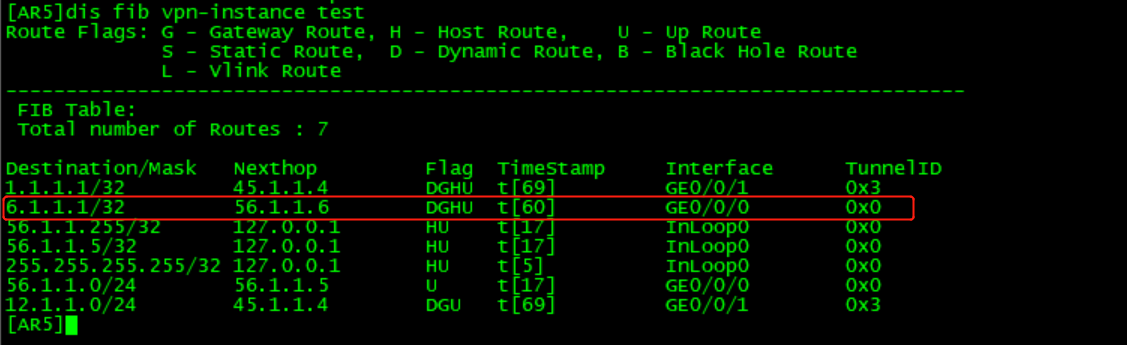 [AR5]dis fib vpn-instance test
Route Flags: G - Gateway Route, H - Host Route,    U - Up Route
             S - Static Route,  D - Dynamic Route, B - Black Hole Route
             L - Vlink Route
--------------------------------------------------------------------------------
 FIB Table:
 Total number of Routes : 7
Destination/Mask   Nexthop         Flag  TimeStamp     Interface      TunnelID
1.1.1.1/32         45.1.1.4        DGHU  t[69]         GE0/0/1        0x3
6.1.1.1/32         56.1.1.6        DGHU  t[60]         GE0/0/0        0x0
56.1.1.255/32      127.0.0.1       HU    t[17]         InLoop0        0x0
56.1.1.5/32        127.0.0.1       HU    t[17]         InLoop0        0x0
255.255.255.255/32 127.0.0.1       HU    t[5]          InLoop0        0x0
56.1.1.0/24        56.1.1.5        U     t[17]         GE0/0/0        0x0
12.1.1.0/24        45.1.1.4        DGU   t[69]         GE0/0/1        0x3
[AR5]